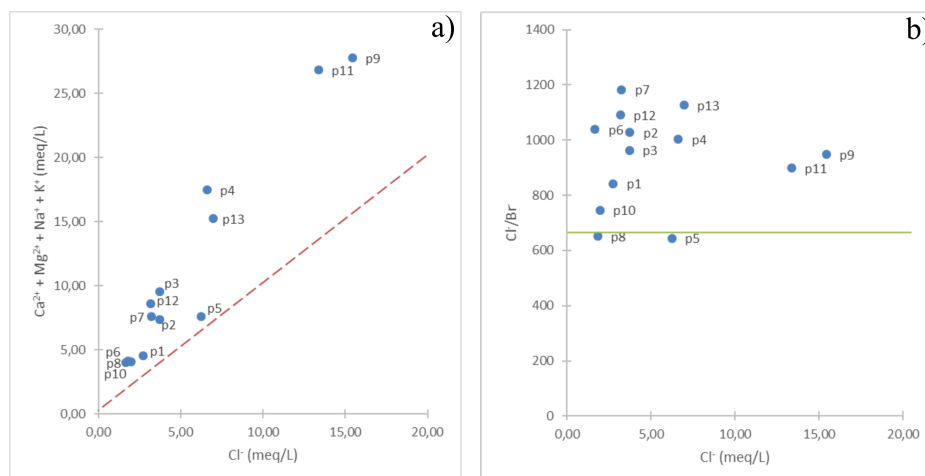 a)
30,00
25,00
20,00
15,00
10,00
5,00
0,00
Ca²⁺ + Mg²⁺ + Na⁺ + K⁺ (meq/L)
p9
p11
p4
p13
p3
p12
p7
p2
p5
p6
p1
p8
p10
0,00 5,00 10,00 15,00 20,00
Cl⁻ (meq/L)
b)
1400
1200
1000
800
600
400
200
0
Cl⁻/Br
p7
p13
p12
p6
p2
p4
p3
p9
p11
p1
p10
p8
p5
0,00 5,00 10,00 15,00 20,00
Cl⁻ (meq/L)